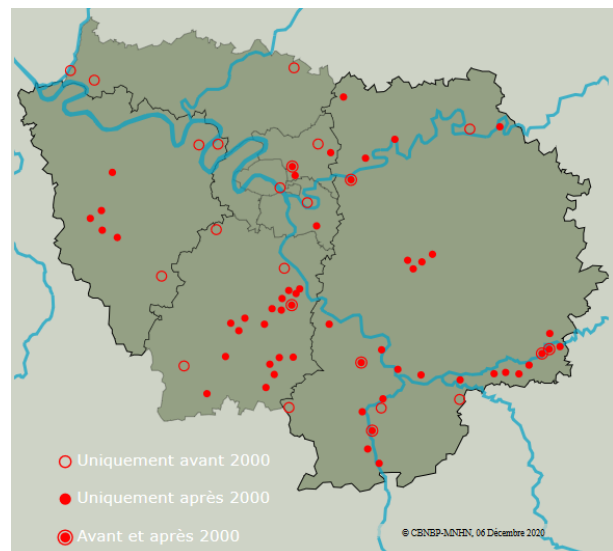 Uniquement avant 2000
Uniquement après 2000
Avant et après 2000
© CBNBP-MNHN, 06 Décembre 2020